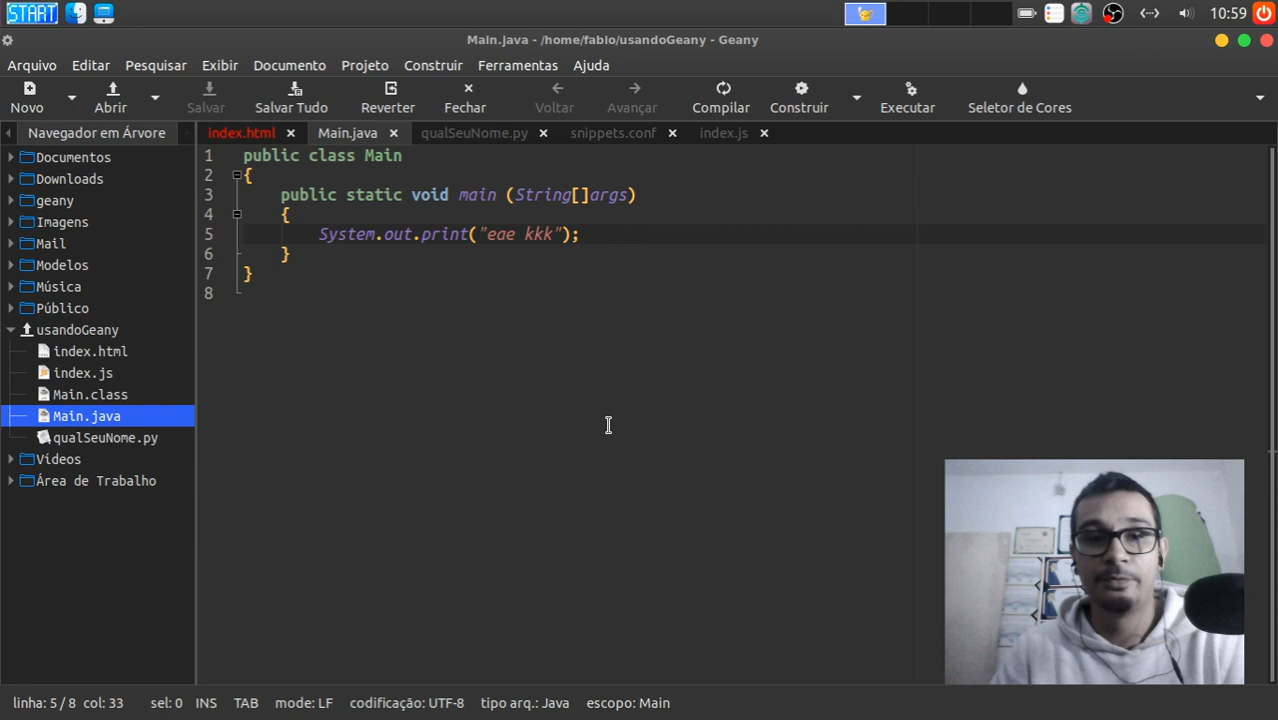 START
10:59
Main.java - /home/fabio/usandoGeany - Geany
Arquivo Editar Pesquisar Exibir Documento Projeto Construir Ferramentas Ajuda
Novo Abrir Salvar Salvar Tudo Reverter Fechar Voltar Avançar Compilar Construir Executar Seletor de Cores
Navegador em Árvore index.html Main.java qualSeuNome.py snippets.conf index.js
Documentos
Downloads
geany
Imagens
Mail
Modelos
Música
Público
usandoGeany
index.html
index.js
Main.class
Main.java
qualSeuNome.py
Vídeos
Área de Trabalho
1 public class Main
2 {
3 public static void main (String[]args)
4 {
5 System.out.print("eae kkk");
6 }
7 }
8
linha: 5 / 8 col: 33 sel: 0 INS TAB mode: LF codificação: UTF-8 tipo arq.: Java escopo: Main